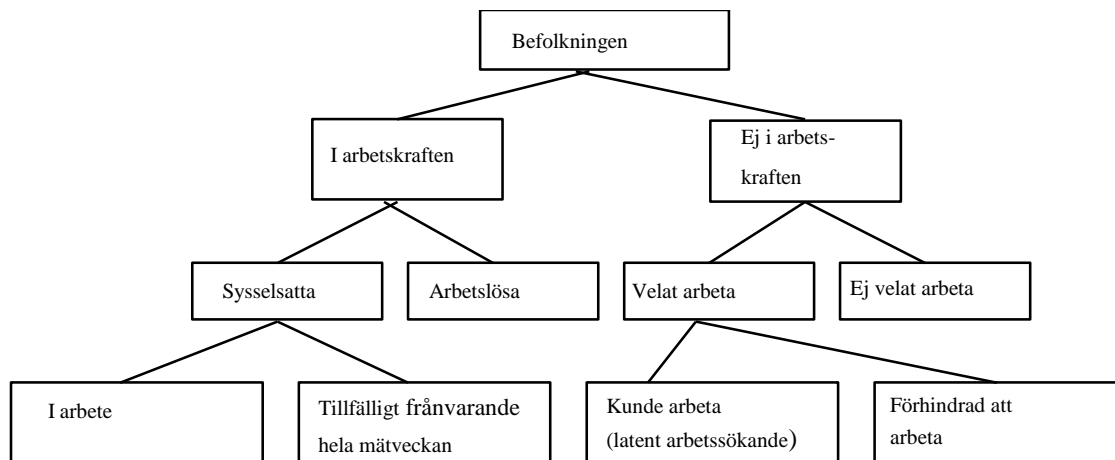 Befolkningen
I arbetskraften
Ej i arbets-
kraften
Sysselsatta
Arbetslösa
Velat arbeta
Ej velat arbeta
I arbete
Tillfälligt frånvarande
hela mätveckan
Kunde arbeta
(latent arbetssökande)
Förhindrad att
arbeta